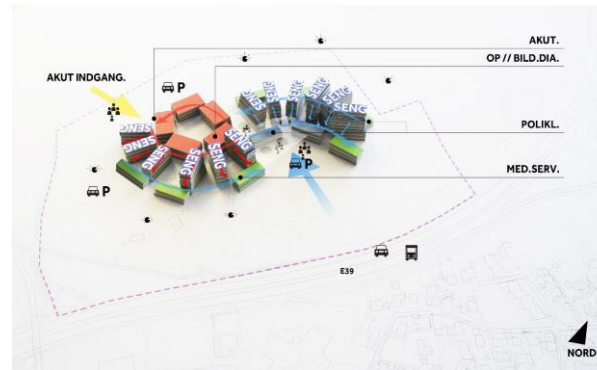 AKUT.
OP // BILD.DIA.
AKUT INDGANG.
P
SENG
SENG
SENG
SENG
SENG
SENG
SENG
SENG
SENG
SENG
SENG
POLIKL.
P
P
MED.SERV.
E39
NORD